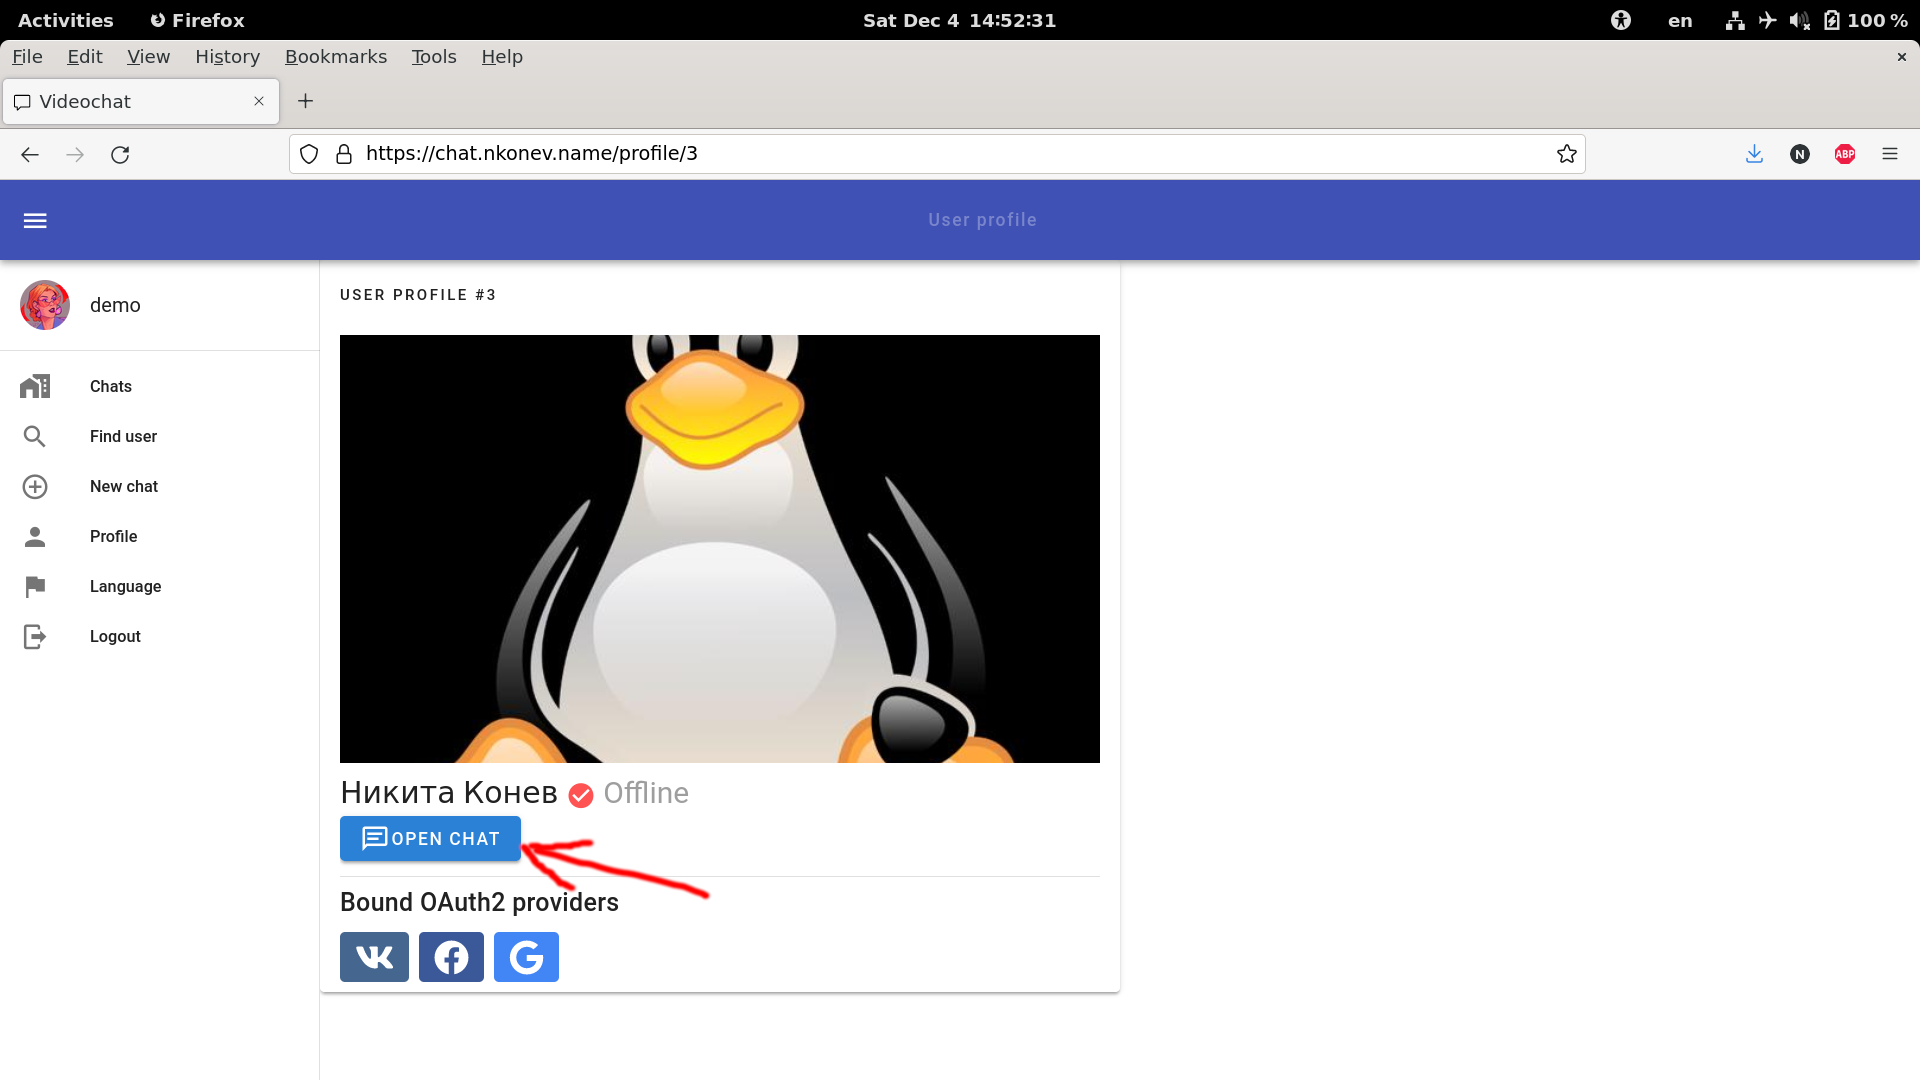 Activities Firefox Sat Dec 4 14:52:31 en 100 %
File Edit View History Bookmarks Tools Help
Videochat
https://chat.nkonev.name/profile/3 N ABP
User profile
demo
Chats
Find user
New chat
Profile
Language
Logout
USER PROFILE #3
Никита Конев Offline
OPEN CHAT
Bound OAuth2 providers